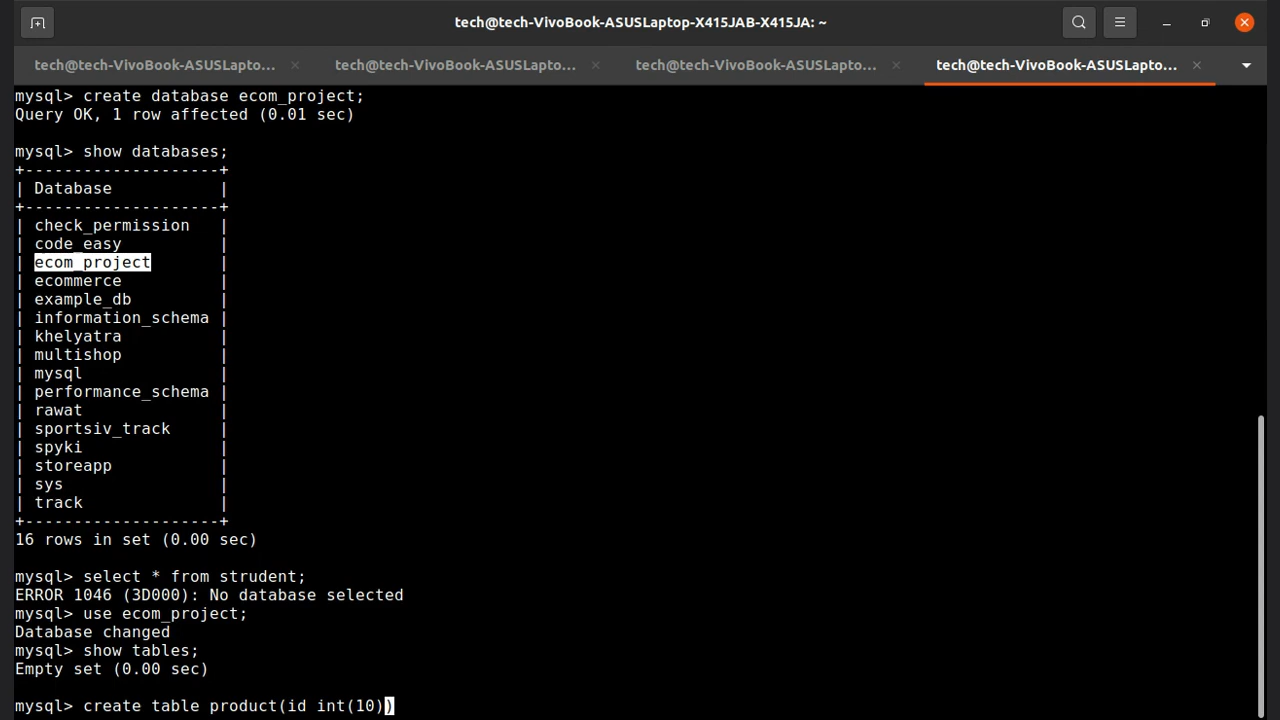 tech@tech-VivoBook-ASUSLaptop-X415JAB-X415JA: ~
tech@tech-VivoBook-ASUSLapto... tech@tech-VivoBook-ASUSLapto... tech@tech-VivoBook-ASUSLapto... tech@tech-VivoBook-ASUSLapto...
mysql> create database ecom_project;
Query OK, 1 row affected (0.01 sec)
mysql> show databases;
+--------------------+
| Database           |
+--------------------+
| check_permission   |
| code_easy          |
| ecom_project       |
| ecommerce          |
| example_db         |
| information_schema |
| khelyatra          |
| multishop          |
| mysql              |
| performance_schema |
| rawat              |
| sportsiv_track     |
| spyki              |
| storeapp           |
| sys                |
| track              |
+--------------------+
16 rows in set (0.00 sec)
mysql> select * from strudent;
ERROR 1046 (3D000): No database selected
mysql> use ecom_project;
Database changed
mysql> show tables;
Empty set (0.00 sec)
mysql> create table product(id int(10))